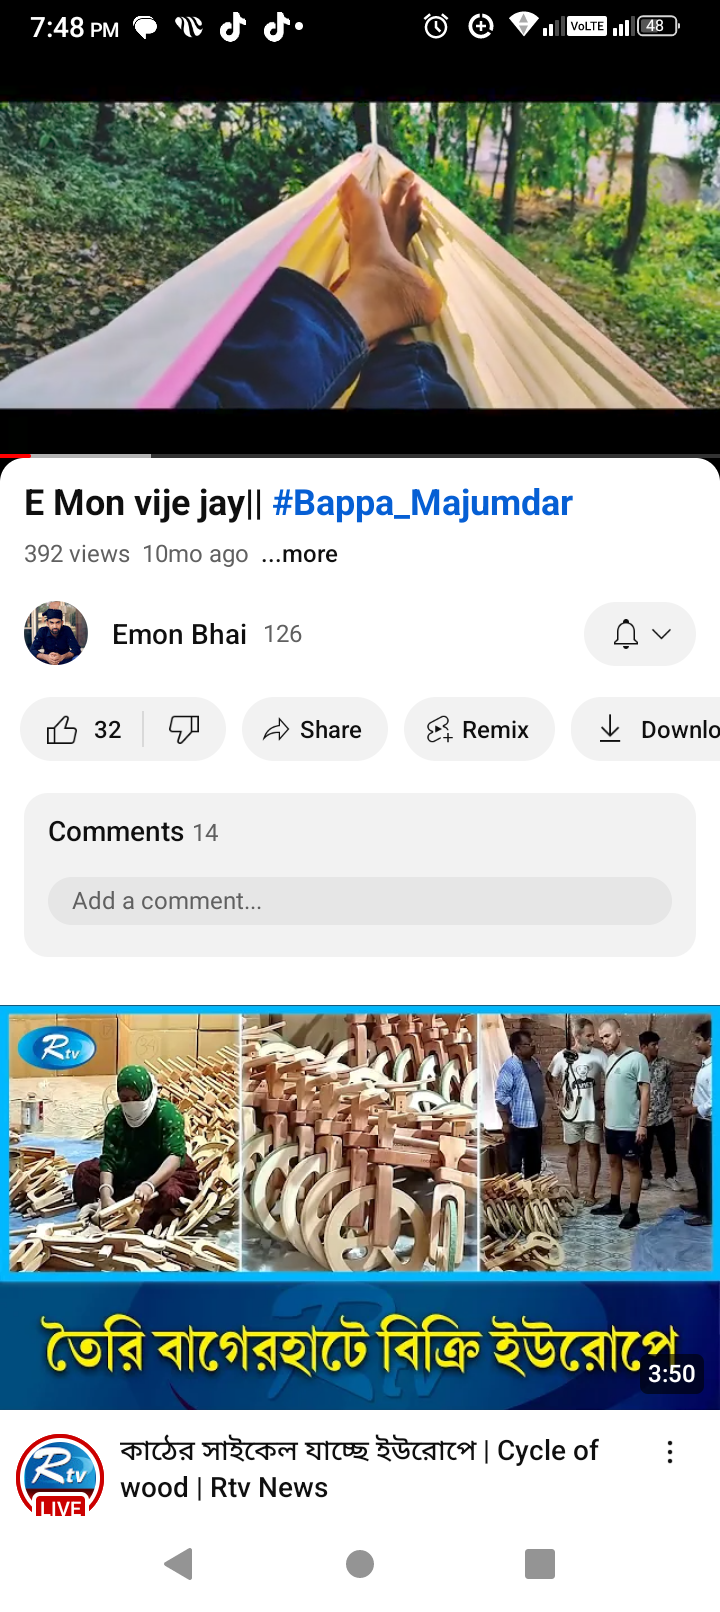 7:48 PM
VoLTE
48
E Mon vije jay|| #Bappa_Majumdar
392 views 10mo ago ...more
Emon Bhai 126
32
Share
Remix
Downlo
Comments 14
Add a comment...
Rtv
তৈরি বাগেরহাটে বিক্রি ইউরোপে
3:50
কাঠের সাইকেল যাচ্ছে ইউরোপে | Cycle of
wood | Rtv News
Rtv
LIVE